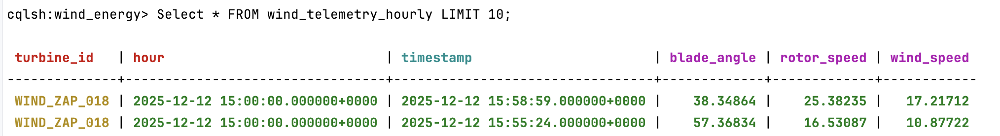 cqlsh:wind_energy> Select * FROM wind_telemetry_hourly LIMIT 10;
turbine_id | hour | timestamp | blade_angle | rotor_speed | wind_speed
--------------+---------------------------------+---------------------------------+-------------+-------------+------------
WIND_ZAP_018 | 2025-12-12 15:00:00.000000+0000 | 2025-12-12 15:58:59.000000+0000 | 38.34864 | 25.38235 | 17.21712
WIND_ZAP_018 | 2025-12-12 15:00:00.000000+0000 | 2025-12-12 15:55:24.000000+0000 | 57.36834 | 16.53087 | 10.87722